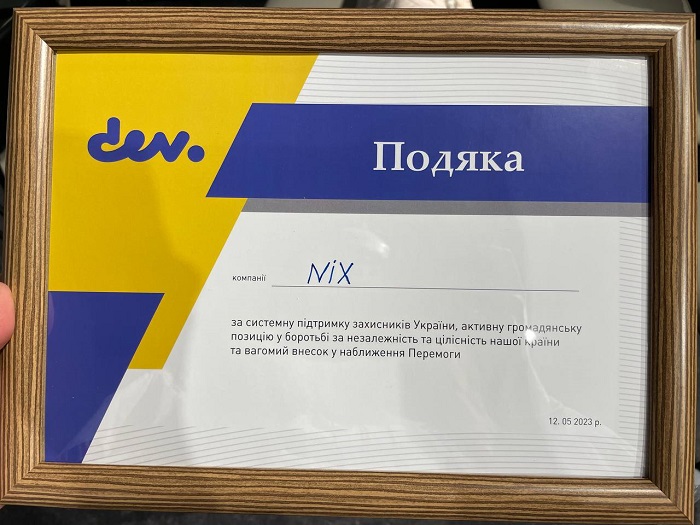 dev.
Подяка
компанії NiX
за системну підтримку захисників України, активну громадянську
позицію у боротьбі за незалежність та цілісність нашої країни
та вагомий внесок у наближення Перемоги
12. 05 2023 р.